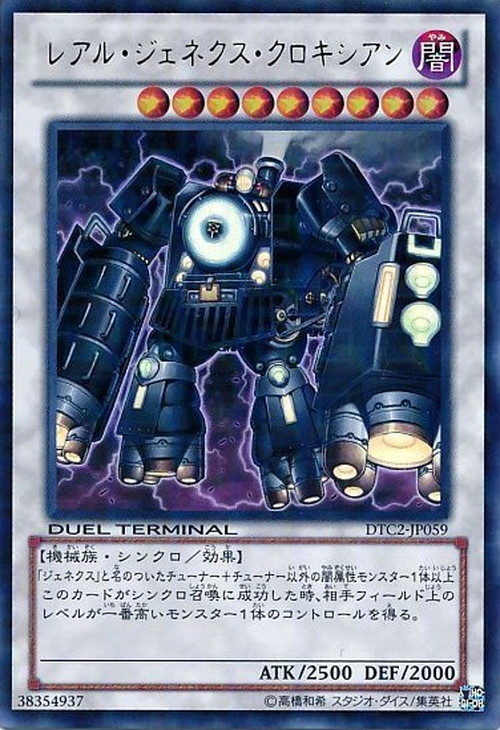 レアル・ジェネクス・クロキシアン
闇
DUEL TERMINAL
DTC2-JP059
【機械族・シンクロ/効果】
「ジェネクス」と名のついたチューナー+チューナー以外の闇属性モンスター1体以上
このカードがシンクロ召喚に成功した時、相手フィールド上の
レベルが一番高いモンスター1体のコントロールを得る。
ATK/2500 DEF/2000
38354937
©高橋和希 スタジオ・ダイス/集英社